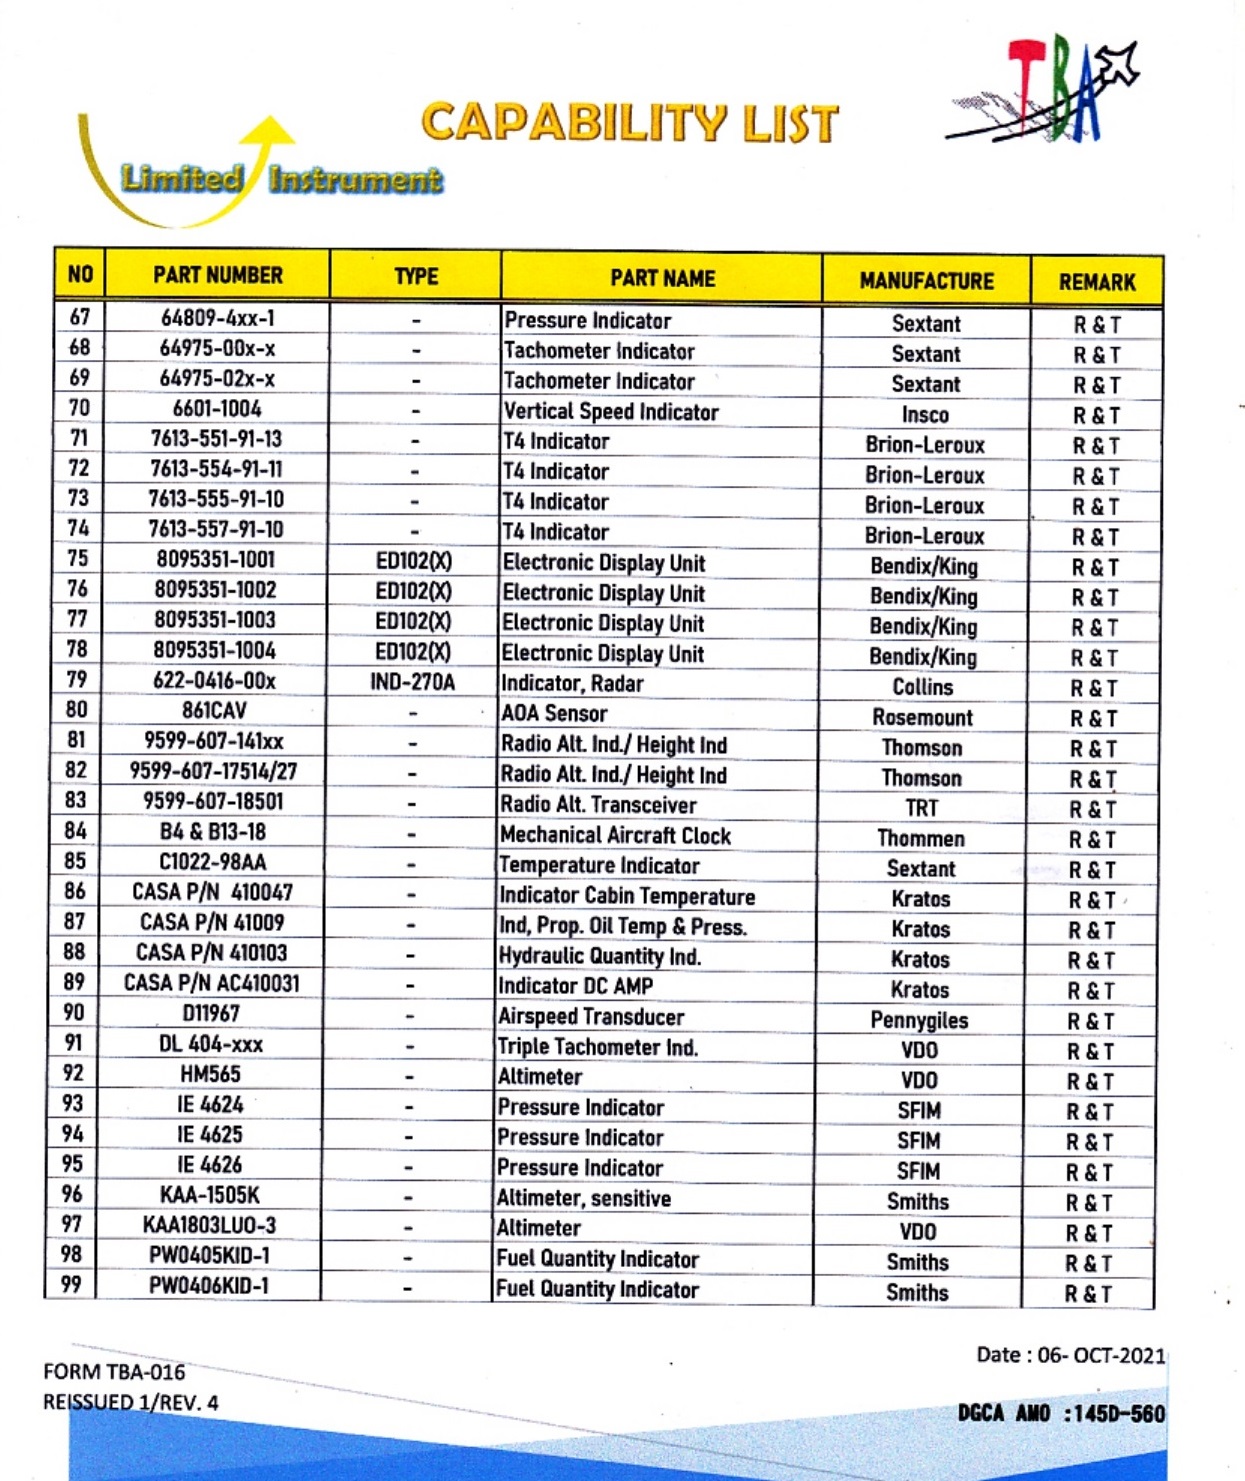 TBA
CAPABILITY LIST
Limited Instrument
NO PART NUMBER TYPE PART NAME MANUFACTURE REMARK
67 64809-4xx-1 - Pressure Indicator Sextant R & T
68 64975-00x-x - Tachometer Indicator Sextant R & T
69 64975-02x-x - Tachometer Indicator Sextant R & T
70 6601-1004 - Vertical Speed Indicator Insco R & T
71 7613-551-91-13 - T4 Indicator Brion-Leroux R & T
72 7613-554-91-11 - T4 Indicator Brion-Leroux R & T
73 7613-555-91-10 - T4 Indicator Brion-Leroux R & T
74 7613-557-91-10 - T4 Indicator Brion-Leroux R & T
75 8095351-1001 ED102(X) Electronic Display Unit Bendix/King R & T
76 8095351-1002 ED102(X) Electronic Display Unit Bendix/King R & T
77 8095351-1003 ED102(X) Electronic Display Unit Bendix/King R & T
78 8095351-1004 ED102(X) Electronic Display Unit Bendix/King R & T
79 622-0416-00x IND-270A Indicator, Radar Collins R & T
80 861CAV - AOA Sensor Rosemount R & T
81 9599-607-141xx - Radio Alt. Ind./ Height Ind Thomson R & T
82 9599-607-17514/27 - Radio Alt. Ind./ Height Ind Thomson R & T
83 9599-607-18501 - Radio Alt. Transceiver TRT R & T
84 B4 & B13-18 - Mechanical Aircraft Clock Thommen R & T
85 C1022-98AA - Temperature Indicator Sextant R & T
86 CASA P/N 410047 - Indicator Cabin Temperature Kratos R & T
87 CASA P/N 41009 - Ind, Prop. Oil Temp & Press. Kratos R & T
88 CASA P/N 410103 - Hydraulic Quantity Ind. Kratos R & T
89 CASA P/N AC410031 - Indicator DC AMP Kratos R & T
90 D11967 - Airspeed Transducer Pennygiles R & T
91 DL 404-xxx - Triple Tachometer Ind. VDO R & T
92 HM565 - Altimeter VDO R & T
93 IE 4624 - Pressure Indicator SFIM R & T
94 IE 4625 - Pressure Indicator SFIM R & T
95 IE 4626 - Pressure Indicator SFIM R & T
96 KAA-1505K - Altimeter, sensitive Smiths R & T
97 KAA1803LUO-3 - Altimeter VDO R & T
98 PW0405KID-1 - Fuel Quantity Indicator Smiths R & T
99 PW0406KID-1 - Fuel Quantity Indicator Smiths R & T
Date : 06- OCT-2021
FORM TBA-016
REISSUED 1/REV. 4
DGCA AMO :145D-560